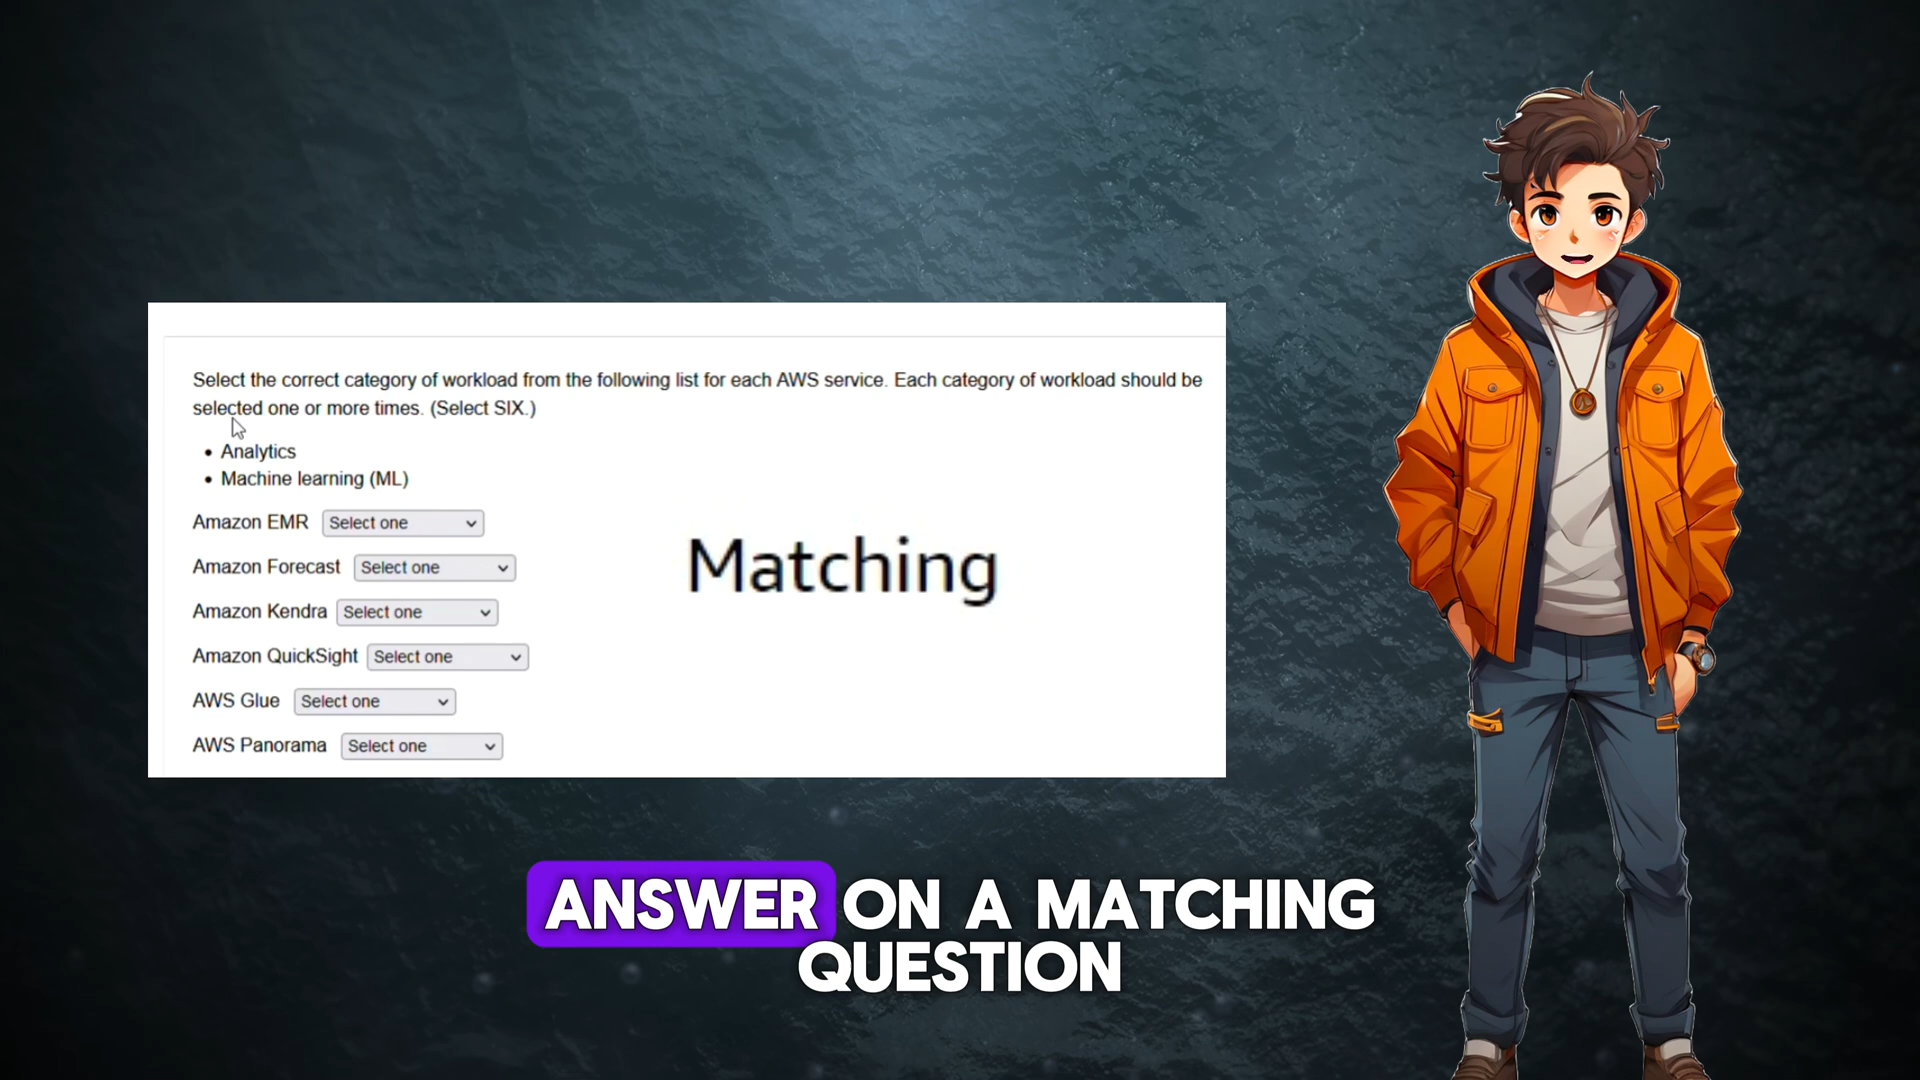 Select the correct category of workload from the following list for each AWS service. Each category of workload should be
selected one or more times. (Select SIX.)
• Analytics
• Machine learning (ML)
Amazon EMR Select one
Amazon Forecast Select one
Amazon Kendra Select one
Amazon QuickSight Select one
AWS Glue Select one
AWS Panorama Select one
Matching
ANSWER ON A MATCHING
QUESTION